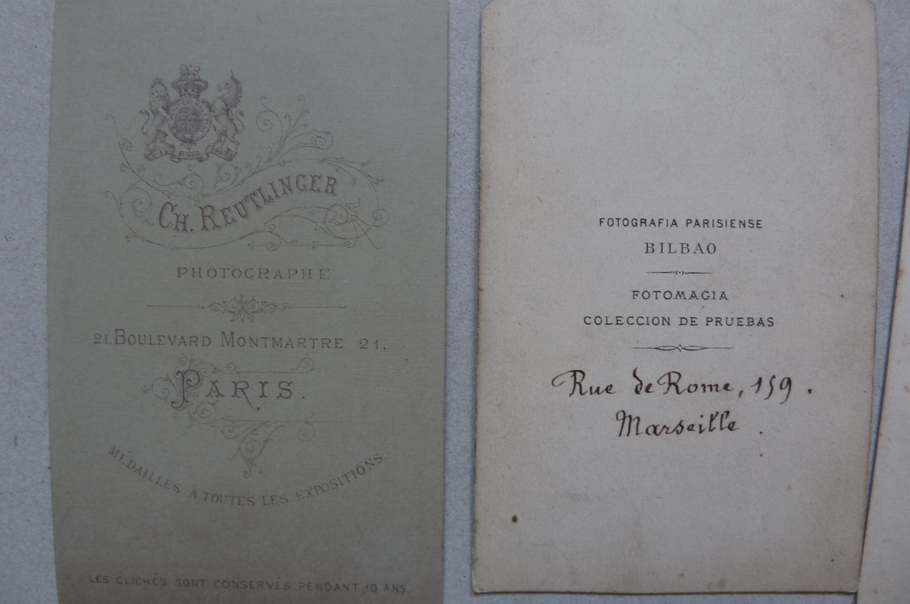 CH. REUTLINGER
PHOTOGRAPHE
21. BOULEVARD MONTMARTRE 21.
PARIS.
MÉDAILLES À TOUTES LES EXPOSITIONS.
LES CLICHÉS SONT CONSERVÉS PENDANT 10 ANS.
FOTOGRAFIA PARISIENSE
BILBAO
FOTOMAGIA
COLECCION DE PRUEBAS
Rue de Rome, 159.
Marseille.